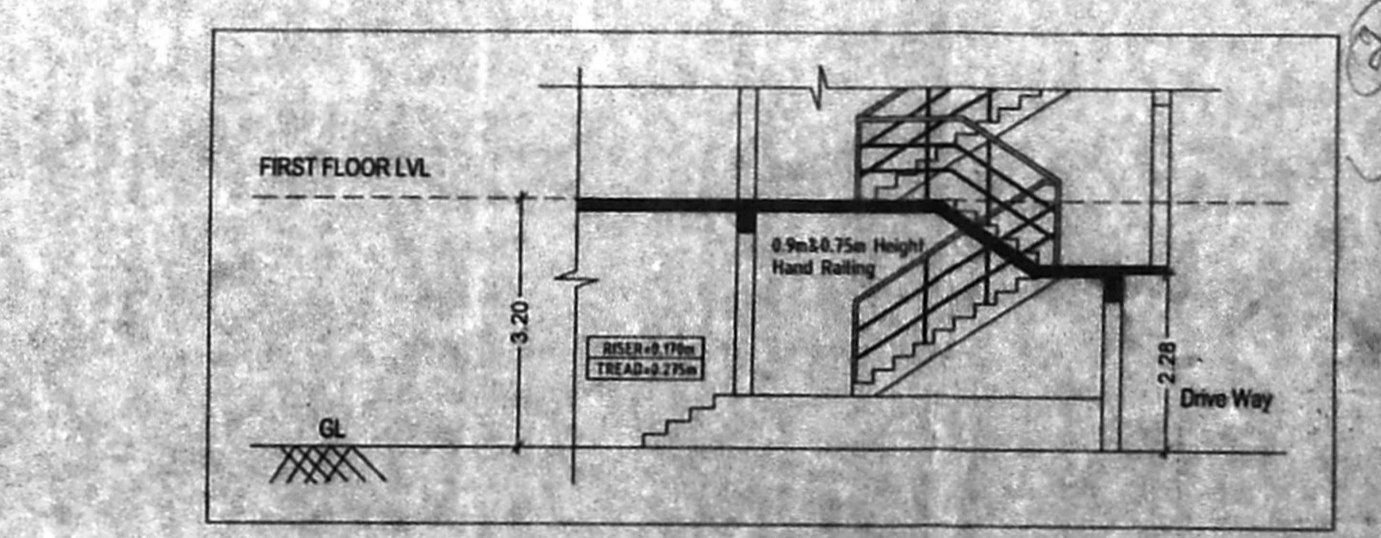 FIRST FLOOR LVL
0.9m&0.75m Height
Hand Railing
3.20
RISER=0.170m
TREAD=0.275m
2.28
Drive Way
GL